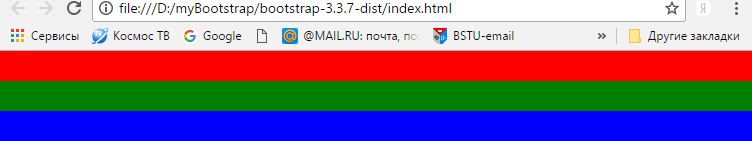 file:///D:/myBootstrap/bootstrap-3.3.7-dist/index.html Я
Сервисы Космос ТВ Google @MAIL.RU: почта, по BSTU-email » Другие закладки